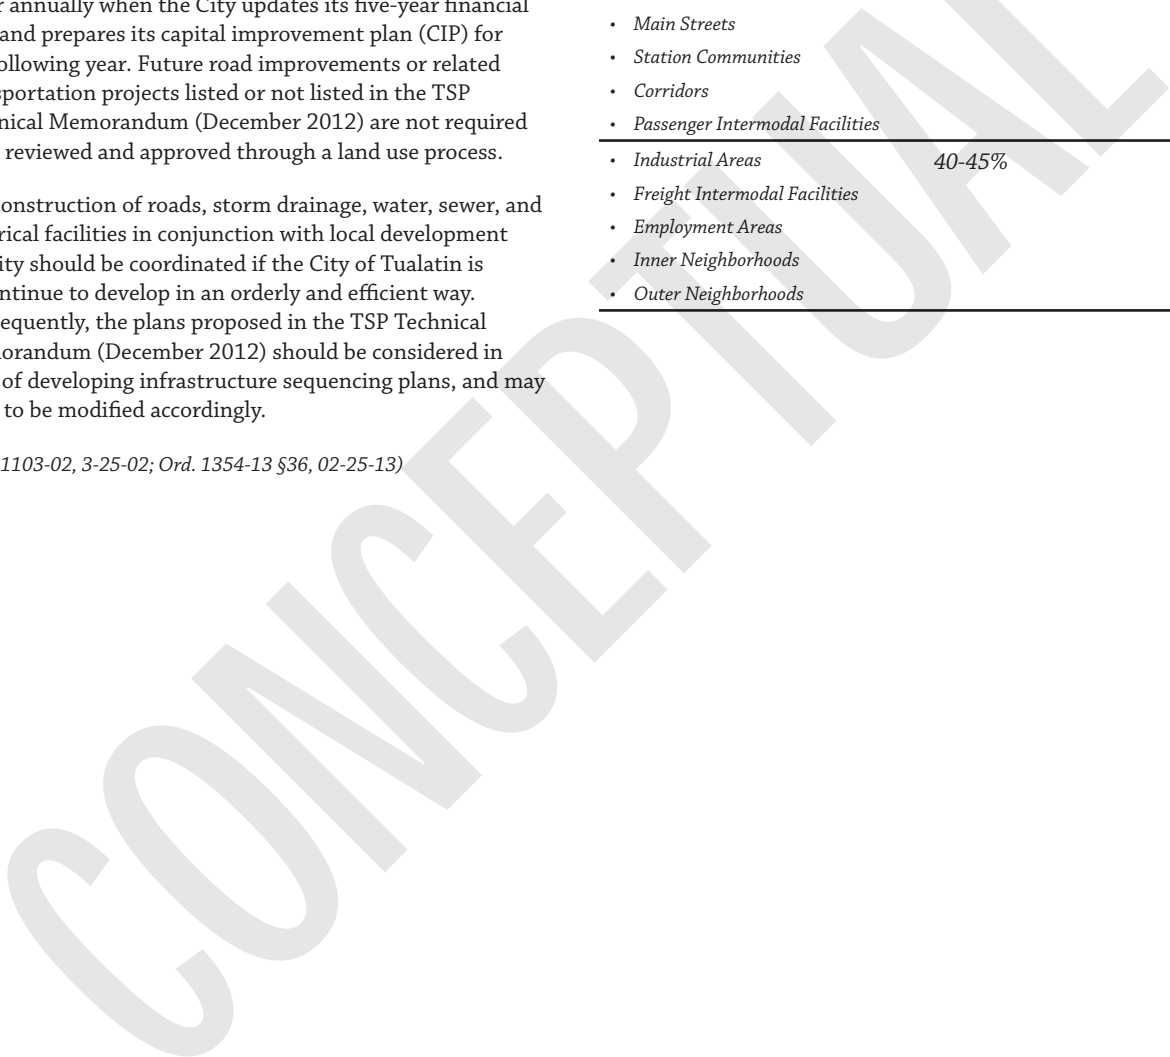 annually when the City updates its five-year financial
and prepares its capital improvement plan (CIP) for
ollowing year. Future road improvements or related
sportation projects listed or not listed in the TSP
nical Memorandum (December 2012) are not required
reviewed and approved through a land use process.
onstruction of roads, storm drainage, water, sewer, and
rical facilities in conjunction with local development
ity should be coordinated if the City of Tualatin is
ntinue to develop in an orderly and efficient way.
equently, the plans proposed in the TSP Technical
orandum (December 2012) should be considered in
of developing infrastructure sequencing plans, and may
to be modified accordingly.
1103-02, 3-25-02; Ord. 1354-13 §36, 02-25-13)
• Main Streets
• Station Communities
• Corridors
• Passenger Intermodal Facilities
• Industrial Areas 40-45%
• Freight Intermodal Facilities
• Employment Areas
• Inner Neighborhoods
• Outer Neighborhoods
CONCEPTUAL